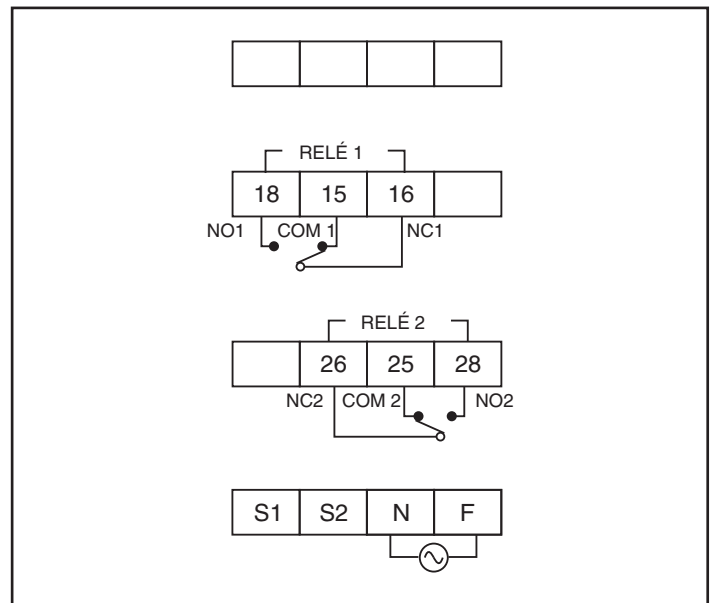 RELÉ 1
18 15 16
NO1 COM 1 NC1
RELÉ 2
26 25 28
NC2 COM 2 NO2
S1 S2 N F